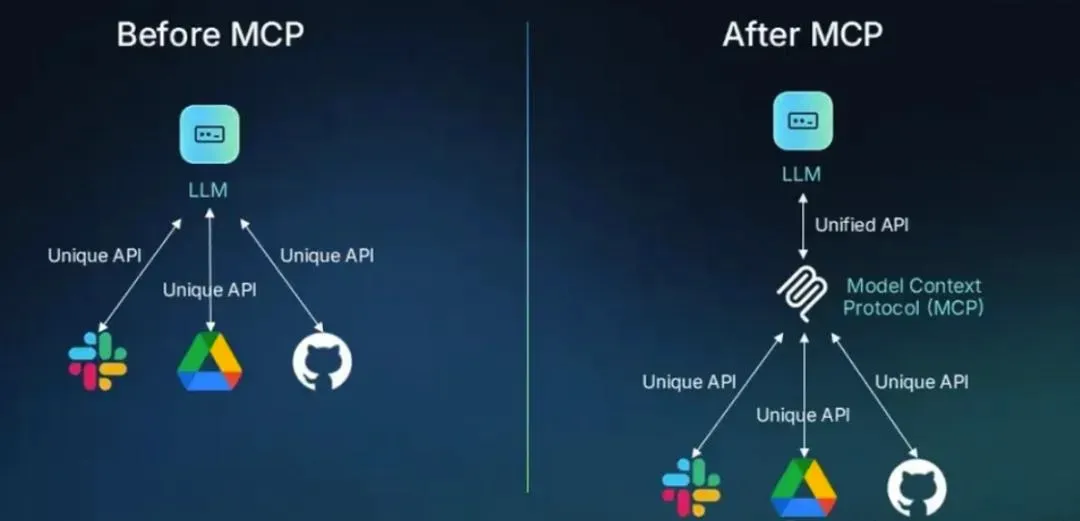 Before MCP
LLM
Unique API
Unique API
Unique API
After MCP
LLM
Unified API
Model Context
Protocol (MCP)
Unique API
Unique API
Unique API